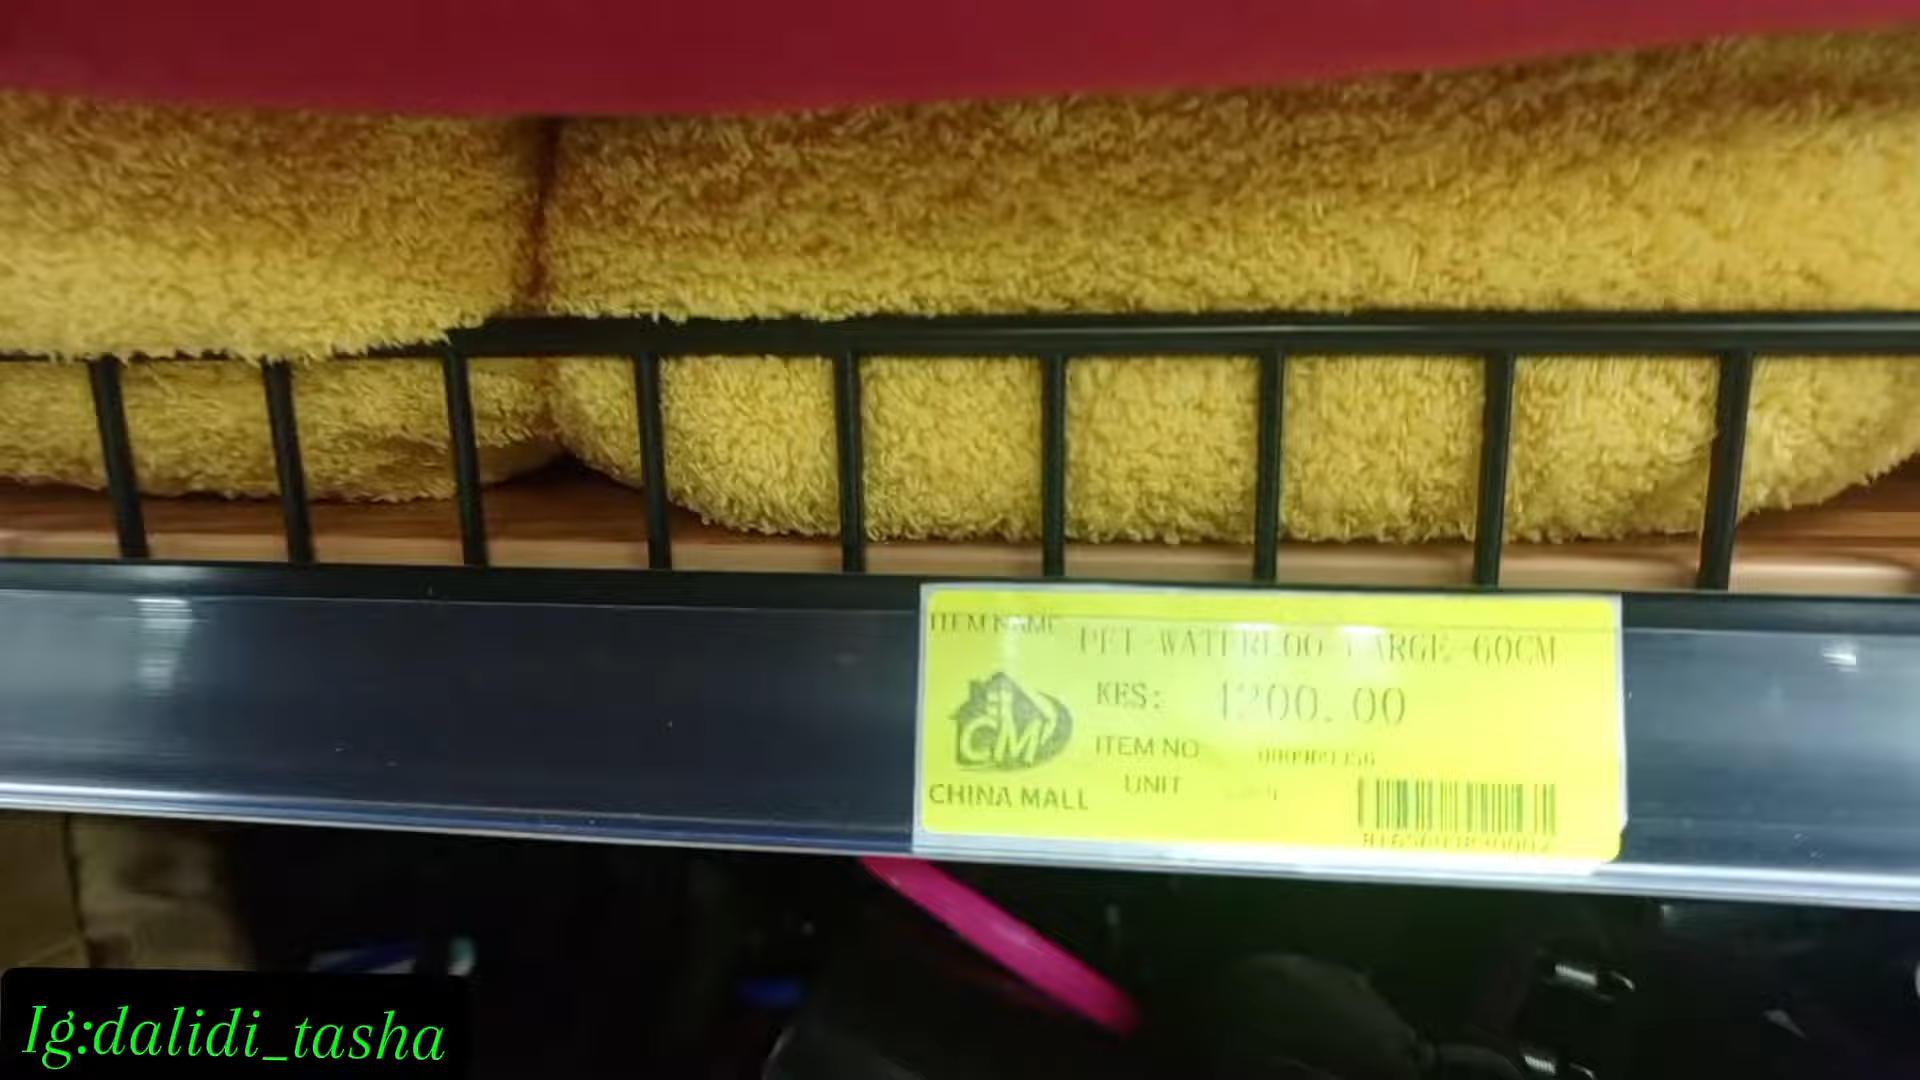 ITEM NAME
PET-WATERLOO-LARGE-60CM
KES: 1200.00
ITEM NO
UNIT
CM
CHINA MALL
Ig:dalidi_tasha